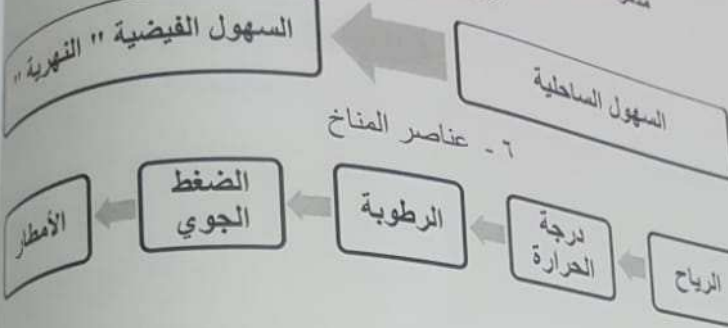 السهول الساحلية
السهول الفيضية " النهرية "
٦ - عناصر المناخ
الرياح
درجة
الحرارة
الرطوبة
الضغط
الجوي
الأمطار